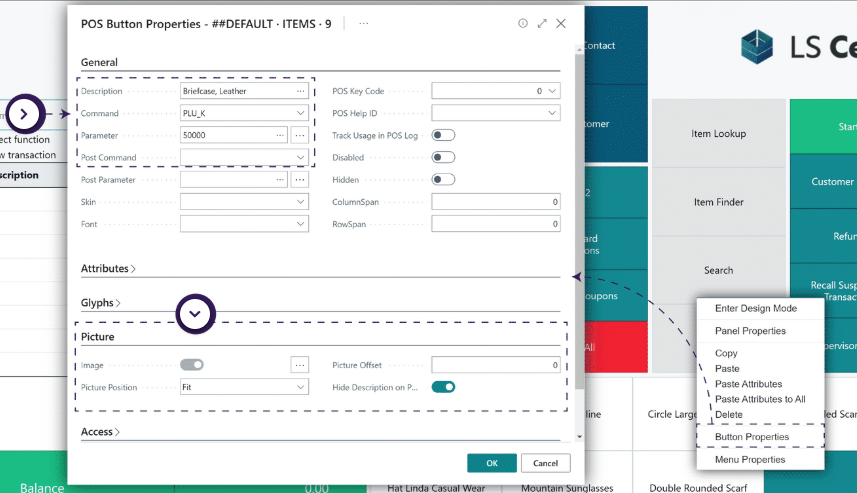 POS Button Properties - ##DEFAULT · ITEMS · 9
General
Description
Briefcase, Leather
Command
PLU_K
Parameter
50000
Post Command
Post Parameter
Skin
Font
POS Key Code
0
POS Help ID
Track Usage in POS Log
Disabled
Hidden
ColumnSpan
0
RowSpan
0
Attributes
Glyphs
Picture
Image
Picture Position
Fit
Picture Offset
0
Hide Description on P...
Access
OK
Cancel
ect function
w transaction
scription
Balance
0.00
ontact
omer
2
ard
ons
oupons
All
LS Ce
Item Lookup
Item Finder
Search
Star
Customer
Refun
Recall Susp
Transac
pervisor
Enter Design Mode
Panel Properties
Copy
Paste
Paste Attributes
Paste Attributes to All
Delete
Button Properties
Menu Properties
line
Circle Large
ded Scar
Hat Linda Casual Wear
Mountain Sunglasses
Double Rounded Scarf